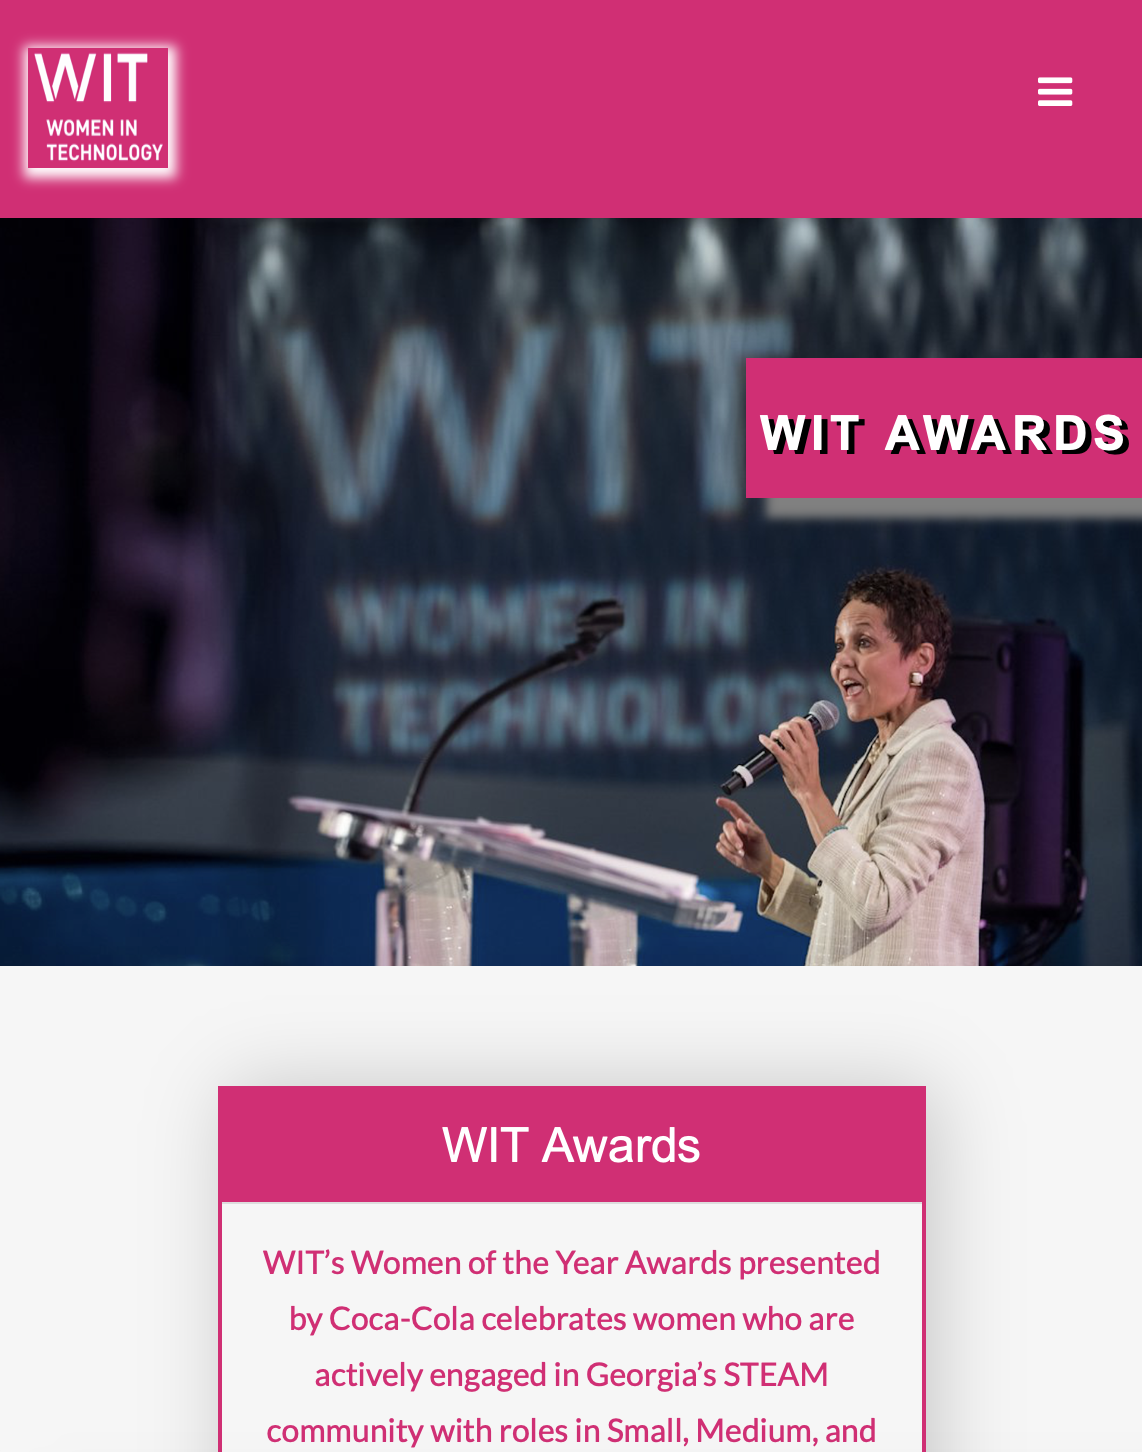 WIT
WOMEN IN
TECHNOLOGY
WIT
WIT AWARDS
WOMEN IN
TECHNOLOGY
WIT Awards
WIT’s Women of the Year Awards presented
by Coca-Cola celebrates women who are
actively engaged in Georgia’s STEAM
community with roles in Small, Medium, and